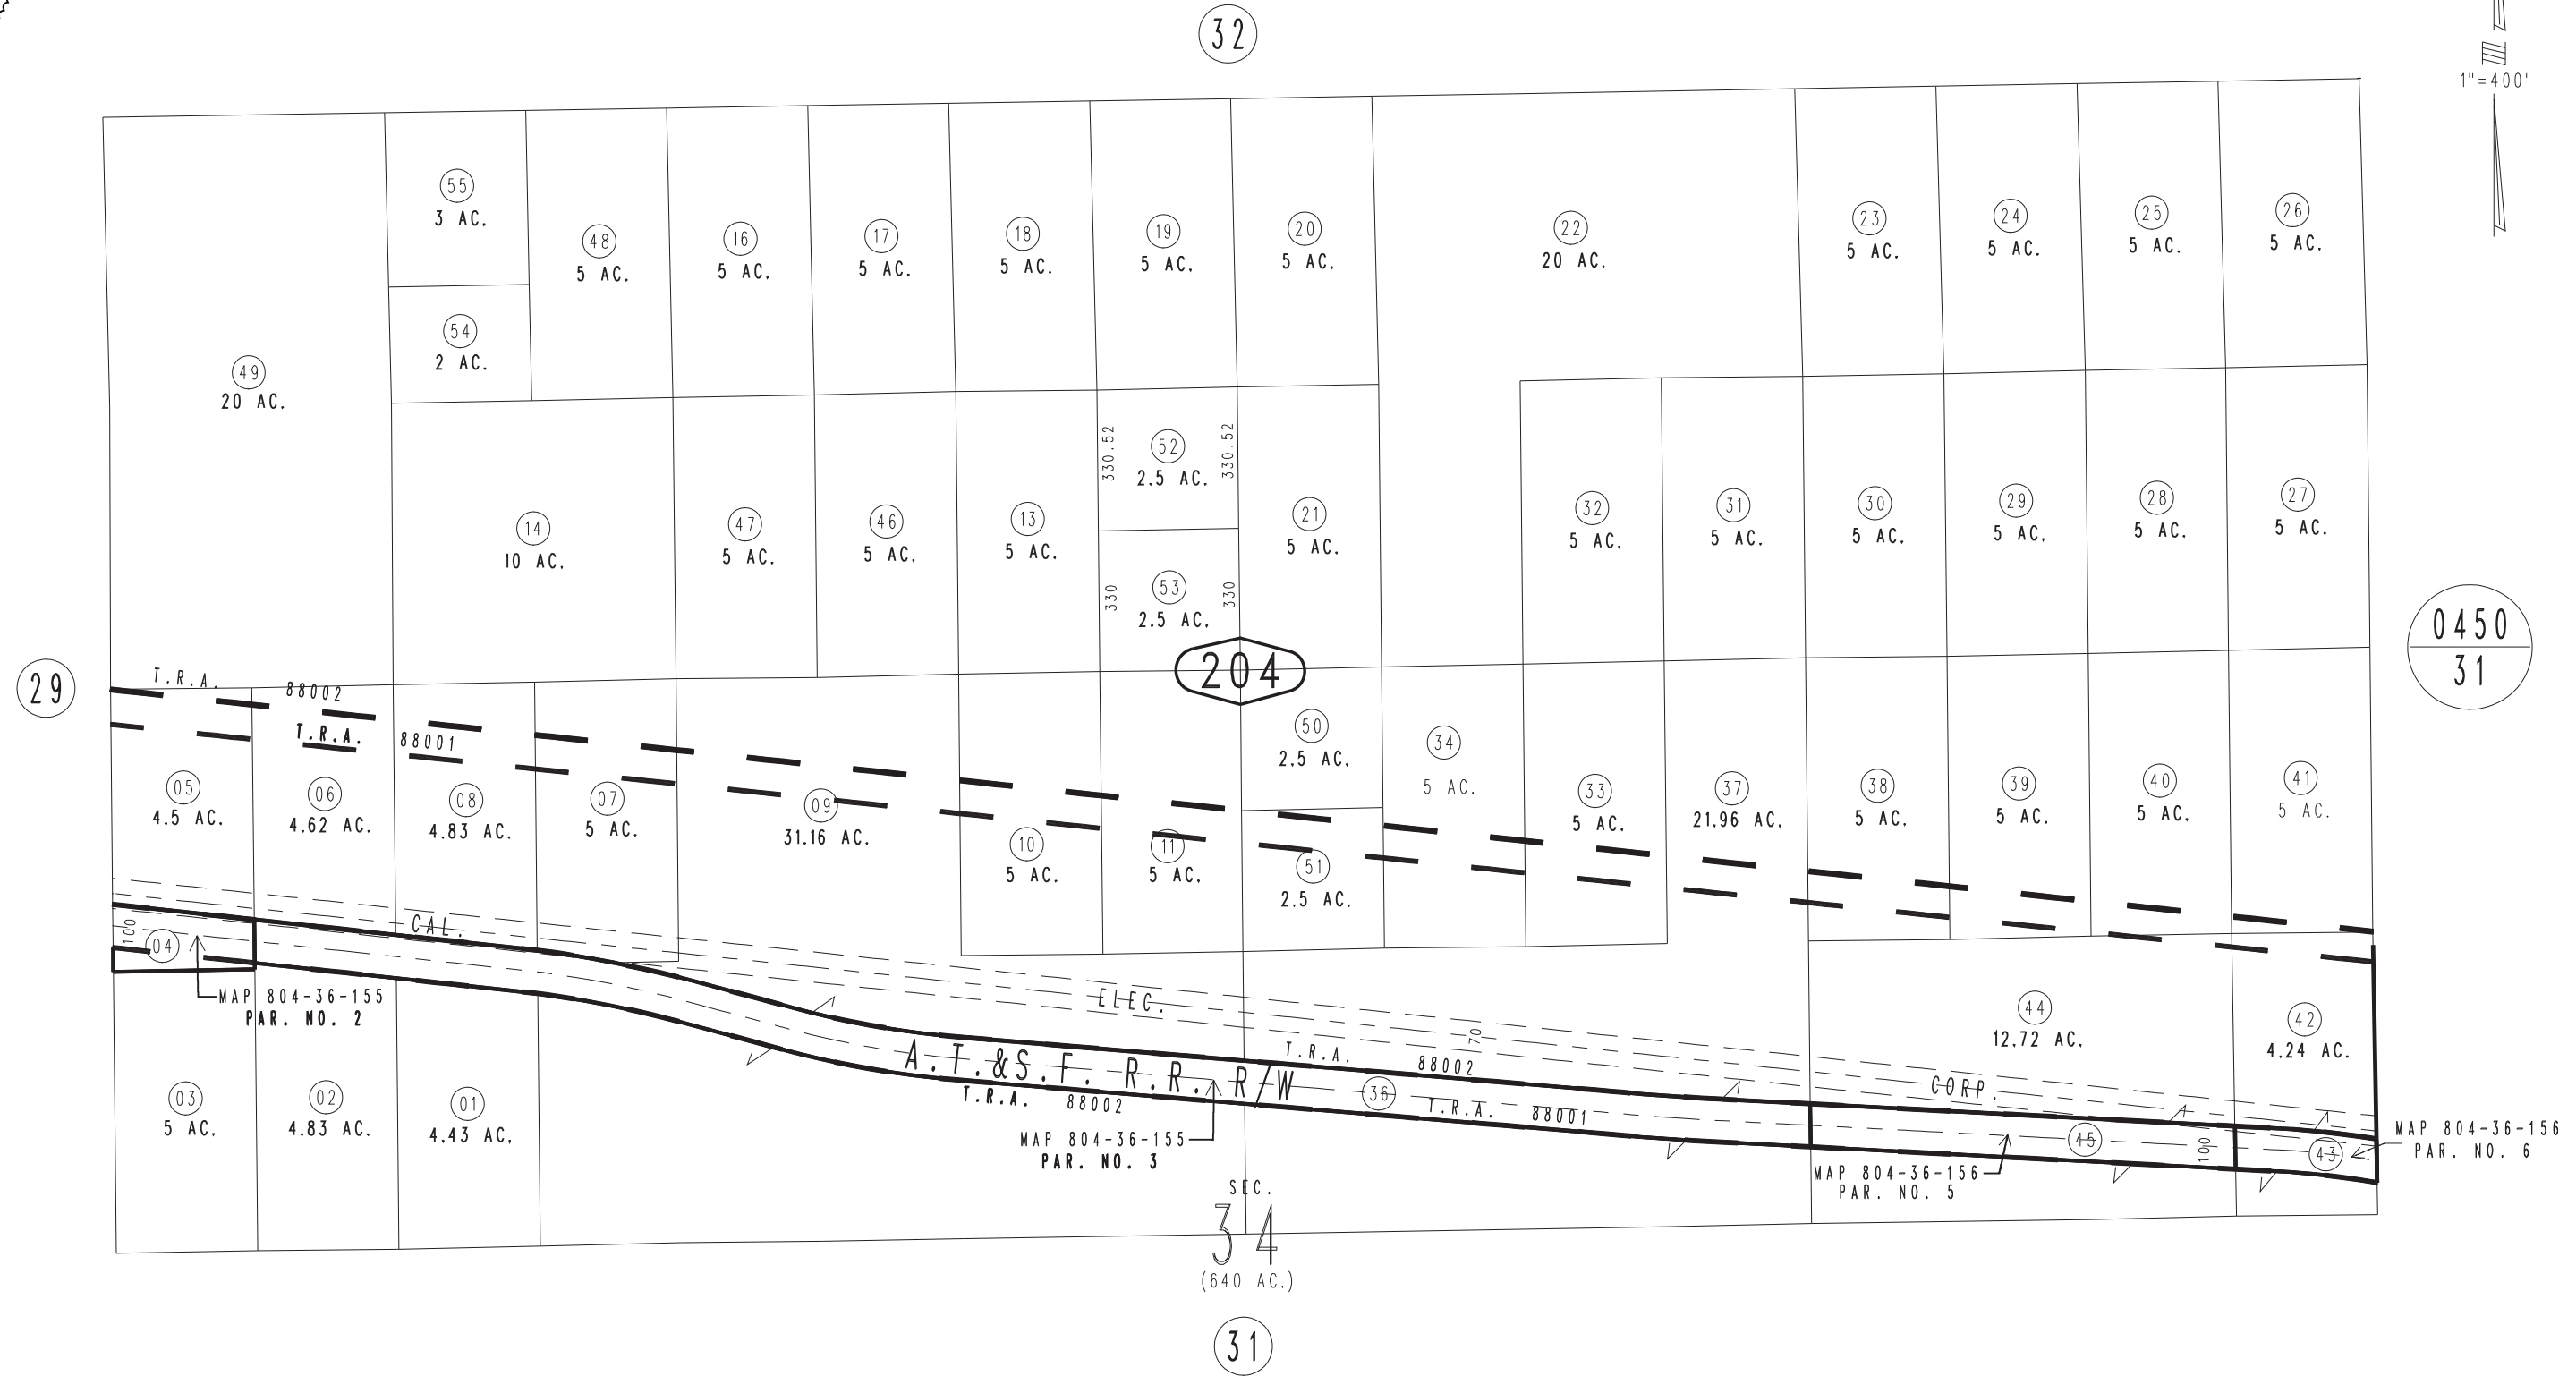 32
1"=400'
55
3 AC.
48
5 AC.
16
5 AC.
17
5 AC.
18
5 AC.
19
5 AC.
20
5 AC.
22
20 AC.
23
5 AC.
24
5 AC.
25
5 AC.
26
5 AC.
54
2 AC.
49
20 AC.
14
10 AC.
47
5 AC.
46
5 AC.
13
5 AC.
330.52
52
2.5 AC.
330.52
330
53
2.5 AC.
330
21
5 AC.
32
5 AC.
31
5 AC.
30
5 AC.
29
5 AC.
28
5 AC.
27
5 AC.
0450
31
204
29
T.R.A. 88002
T.R.A. 88001
05
4.5 AC.
06
4.62 AC.
08
4.83 AC.
07
5 AC.
09
31.16 AC.
10
5 AC.
11
5 AC.
50
2.5 AC.
51
2.5 AC.
34
5 AC.
33
5 AC.
37
21.96 AC.
38
5 AC.
39
5 AC.
40
5 AC.
41
5 AC.
CAL. ELEC. CORP.
100
04
MAP 804-36-155
PAR. NO. 2
70
44
12.72 AC.
42
4.24 AC.
A.T.&S.F. R.R. R/W
T.R.A. 88002
T.R.A. 88002
36
T.R.A. 88001
03
5 AC.
02
4.83 AC.
01
4.43 AC.
MAP 804-36-155
PAR. NO. 3
45
100
43
MAP 804-36-156
PAR. NO. 6
MAP 804-36-156
PAR. NO. 5
SEC.
34
(640 AC.)
31